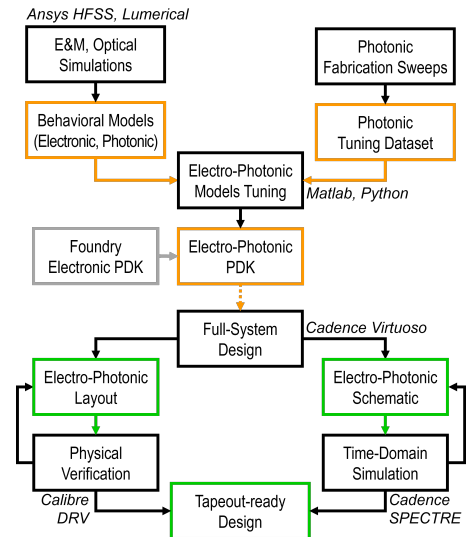 Ansys HFSS, Lumerical
E&M, Optical
Simulations
Photonic
Fabrication Sweeps
Behavioral Models
(Electronic, Photonic)
Photonic
Tuning Dataset
Electro-Photonic
Models Tuning
Matlab, Python
Foundry
Electronic PDK
Electro-Photonic
PDK
Full-System
Design
Cadence Virtuoso
Electro-Photonic
Layout
Electro-Photonic
Schematic
Physical
Verification
Time-Domain
Simulation
Calibre
DRV
Tapeout-ready
Design
Cadence
SPECTRE